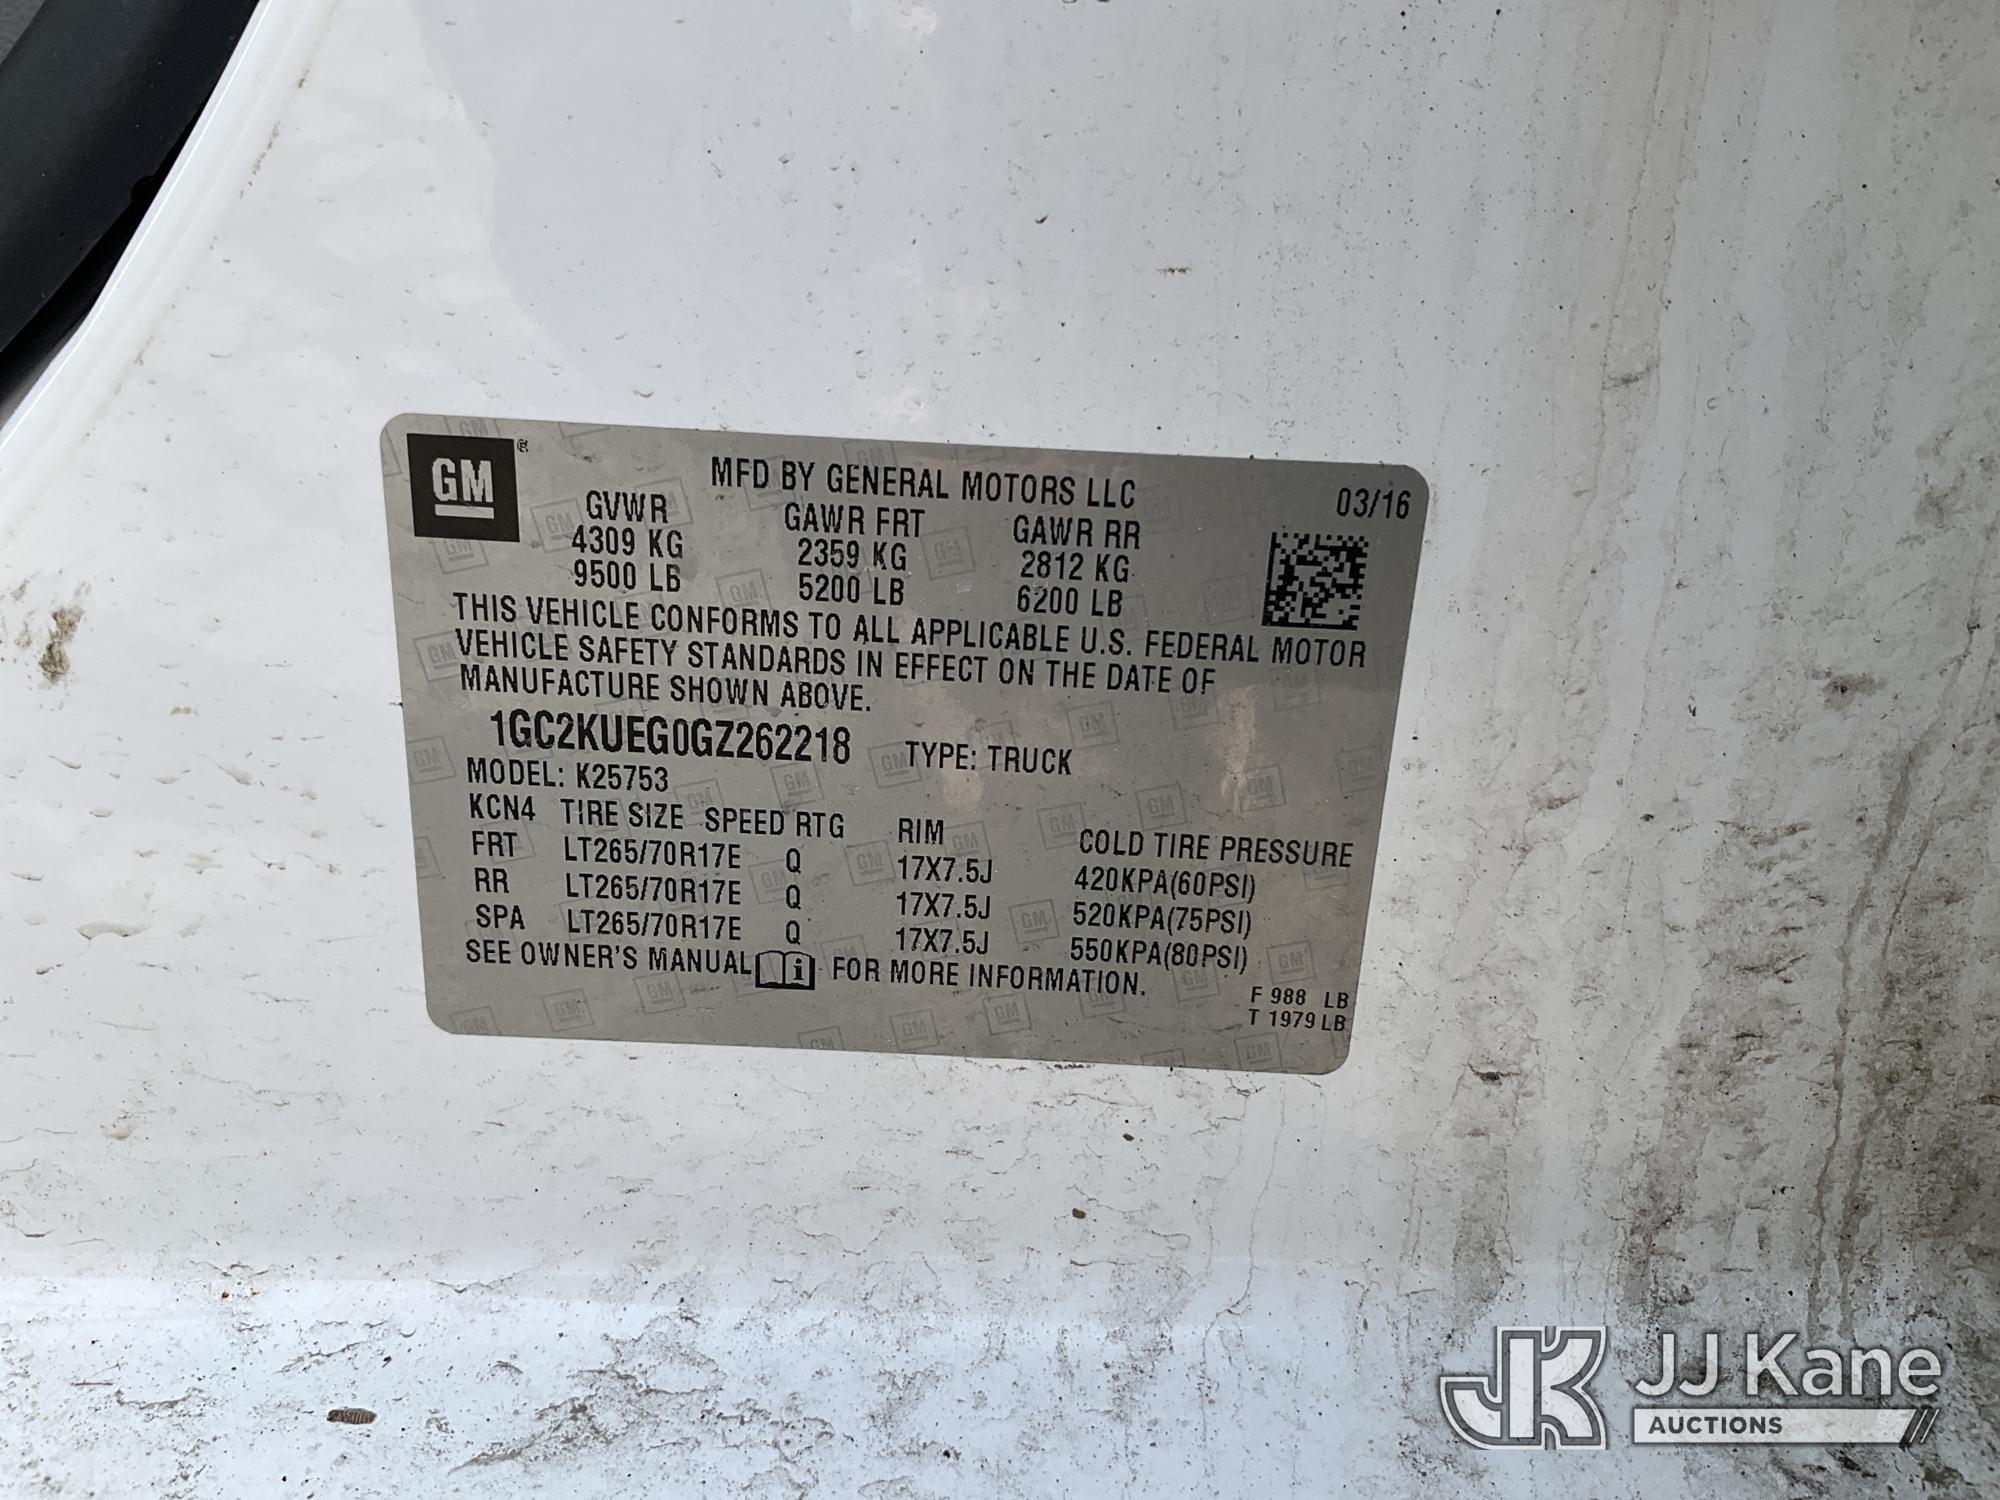 GM®
MFD BY GENERAL MOTORS LLC
03/16
GVWR GAWR FRT GAWR RR
4309 KG 2359 KG 2812 KG
9500 LB 5200 LB 6200 LB
THIS VEHICLE CONFORMS TO ALL APPLICABLE U.S. FEDERAL MOTOR
VEHICLE SAFETY STANDARDS IN EFFECT ON THE DATE OF
MANUFACTURE SHOWN ABOVE.
1GC2KUEG0GZ262218 TYPE: TRUCK
MODEL: K25753
KCN4 TIRE SIZE SPEED RTG RIM COLD TIRE PRESSURE
FRT LT265/70R17E Q 17X7.5J 420KPA(60PSI)
RR LT265/70R17E Q 17X7.5J 520KPA(75PSI)
SPA LT265/70R17E Q 17X7.5J 550KPA(80PSI)
SEE OWNER'S MANUAL i FOR MORE INFORMATION.
F 988 LB
T 1979 LB
JK JJ Kane
AUCTIONS